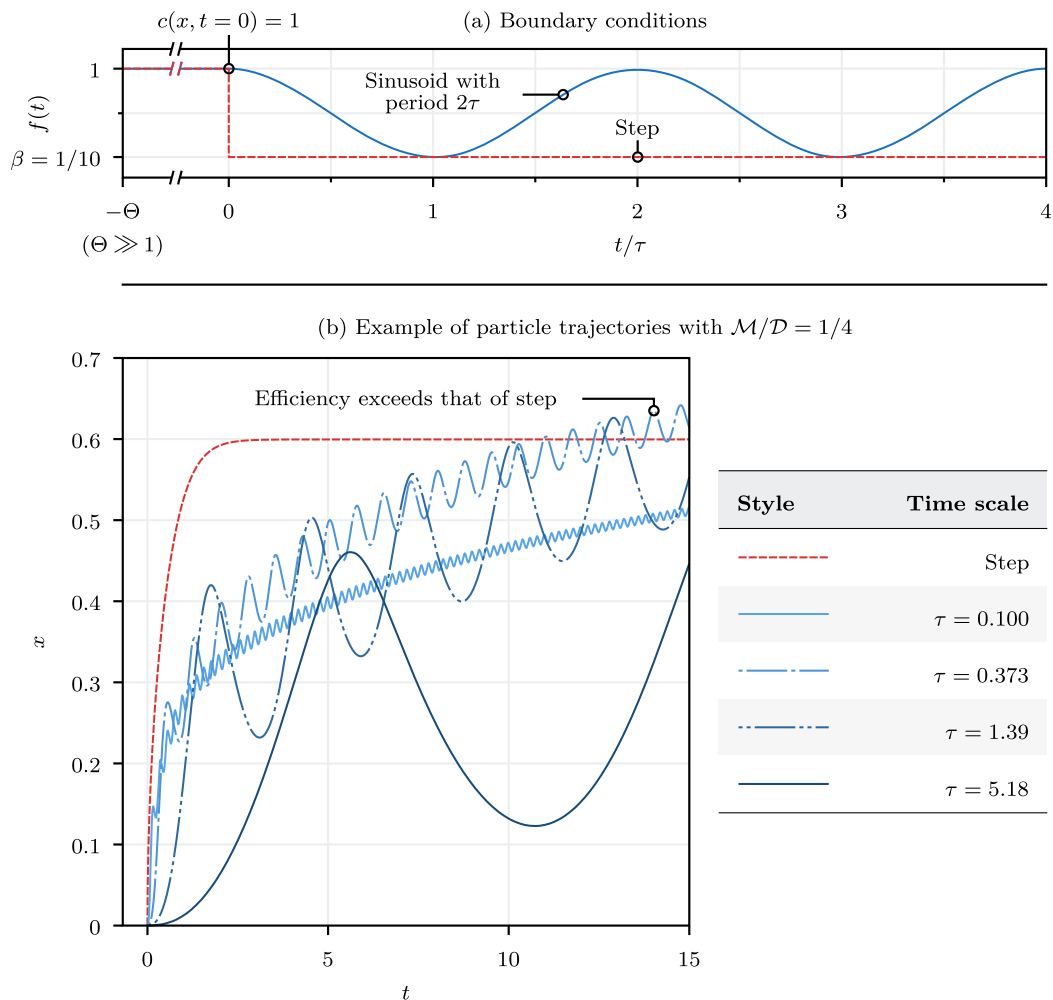 c(x, t = 0) = 1
(a) Boundary conditions
1
β = 1/10
f(t)
Sinusoid with
period 2τ
Step
−Θ
0
1
2
3
4
(Θ ≫ 1)
t/τ
(b) Example of particle trajectories with ℳ/𝒟 = 1/4
0.7
0.6
0.5
0.4
0.3
0.2
0.1
0
x
Efficiency exceeds that of step
0
5
10
15
t
Style Time scale
Step
τ = 0.100
τ = 0.373
τ = 1.39
τ = 5.18